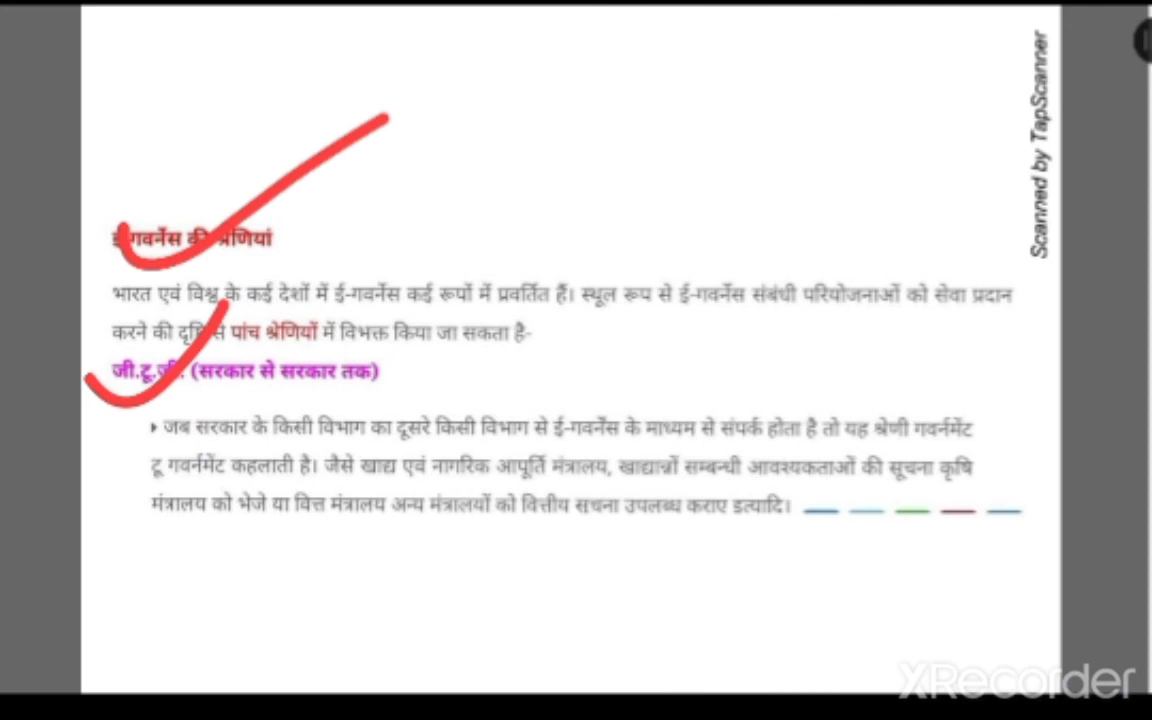 ई-गवर्नेंस की श्रेणियां
भारत एवं विश्व के कई देशों में ई-गवर्नेंस कई रूपों में प्रवर्तित हैं। स्थूल रूप से ई-गवर्नेंस संबंधी परियोजनाओं को सेवा प्रदान
करने की दृष्टि से पांच श्रेणियों में विभक्त किया जा सकता है-
जी.टू.जी. (सरकार से सरकार तक)
जब सरकार के किसी विभाग का दूसरे किसी विभाग से ई-गवर्नेंस के माध्यम से संपर्क होता है तो यह श्रेणी गवर्नमेंट
टू गवर्नमेंट कहलाती है। जैसे खाद्य एवं नागरिक आपूर्ति मंत्रालय, खाद्यान्नों सम्बन्धी आवश्यकताओं की सूचना कृषि
मंत्रालय को भेजे या वित्त मंत्रालय अन्य मंत्रालयों को वित्तीय सूचना उपलब्ध कराए इत्यादि।
Scanned by TapScanner
XRecorder